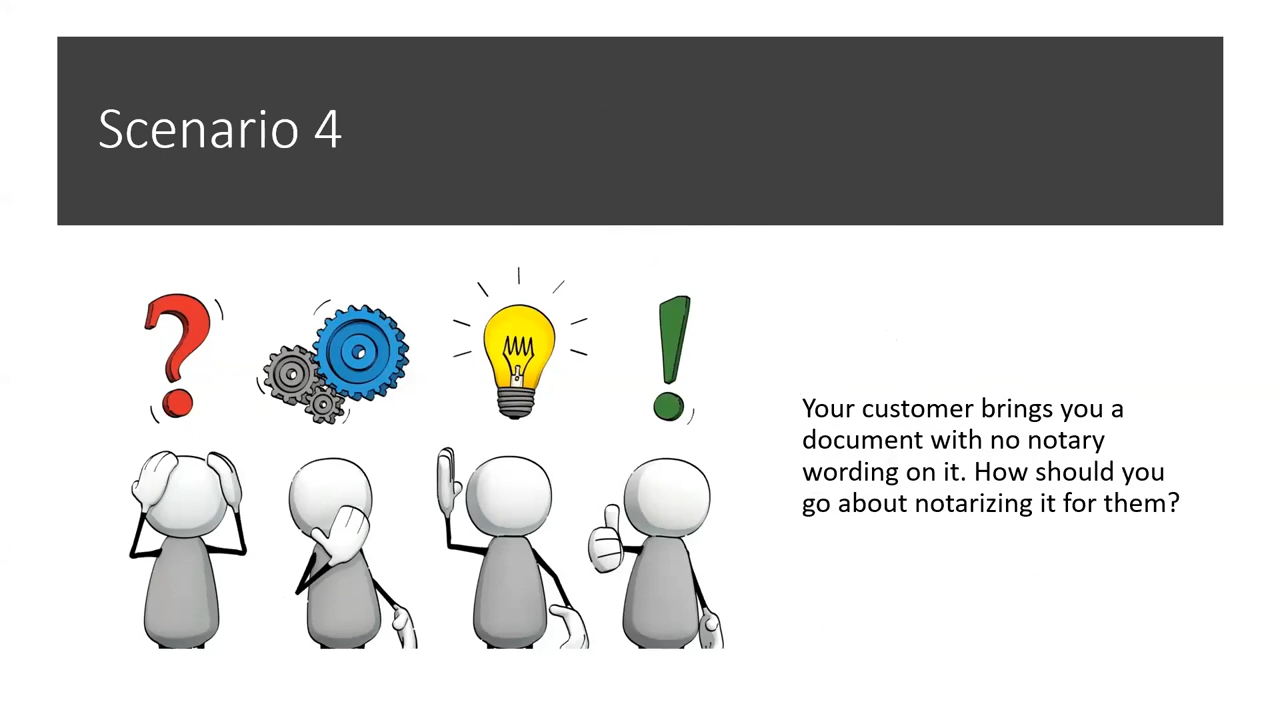 Scenario 4
Your customer brings you a
document with no notary
wording on it. How should you
go about notarizing it for them?